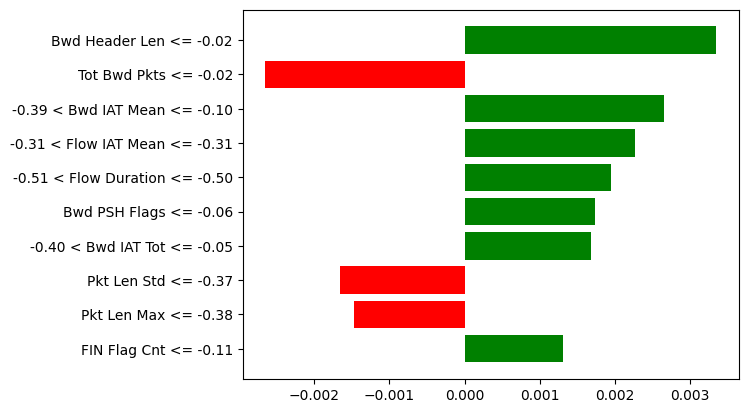 Bwd Header Len <= -0.02
Tot Bwd Pkts <= -0.02
-0.39 < Bwd IAT Mean <= -0.10
-0.31 < Flow IAT Mean <= -0.31
-0.51 < Flow Duration <= -0.50
Bwd PSH Flags <= -0.06
-0.40 < Bwd IAT Tot <= -0.05
Pkt Len Std <= -0.37
Pkt Len Max <= -0.38
FIN Flag Cnt <= -0.11
−0.002 −0.001 0.000 0.001 0.002 0.003